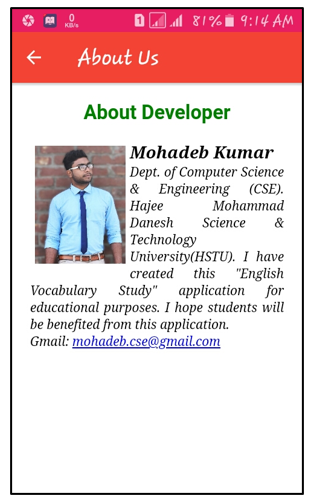 0
KB/s
1
81%
9:14 AM
About Us
About Developer
Mohadeb Kumar
Dept. of Computer Science
& Engineering (CSE).
Hajee Mohammad
Danesh Science &
Technology
University(HSTU). I have
created this "English
Vocabulary Study" application for
educational purposes. I hope students will
be benefited from this application.
Gmail: mohadeb.cse@gmail.com